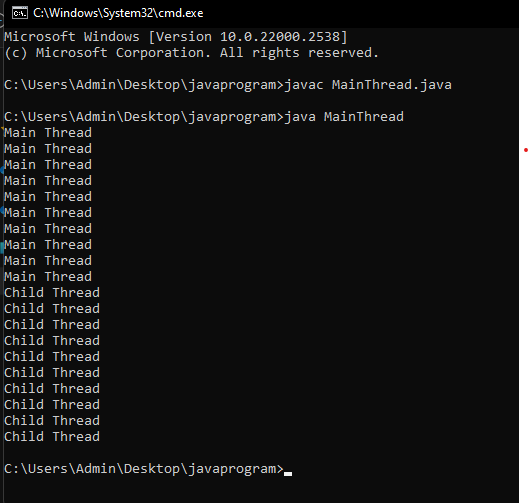 C:\Windows\System32\cmd.exe
Microsoft Windows [Version 10.0.22000.2538]
(c) Microsoft Corporation. All rights reserved.
C:\Users\Admin\Desktop\javaprogram>javac MainThread.java
C:\Users\Admin\Desktop\javaprogram>java MainThread
Main Thread
Main Thread
Main Thread
Main Thread
Main Thread
Main Thread
Main Thread
Main Thread
Main Thread
Main Thread
Child Thread
Child Thread
Child Thread
Child Thread
Child Thread
Child Thread
Child Thread
Child Thread
Child Thread
Child Thread
C:\Users\Admin\Desktop\javaprogram>